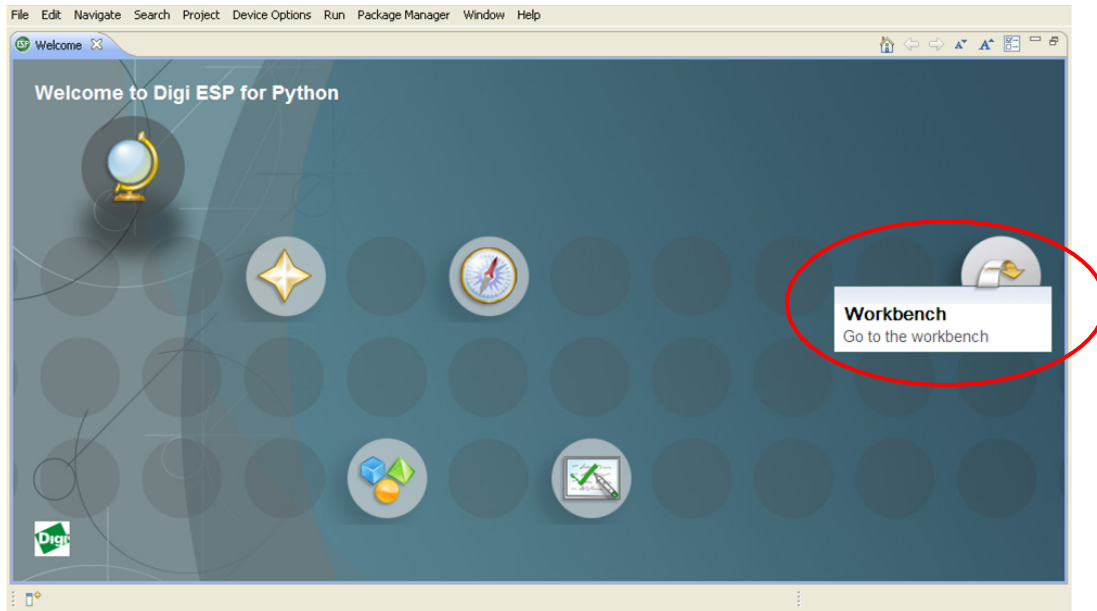 File Edit Navigate Search Project Device Options Run Package Manager Window Help
ESP Welcome
A A
Welcome to Digi ESP for Python
Workbench
Go to the workbench
Digi